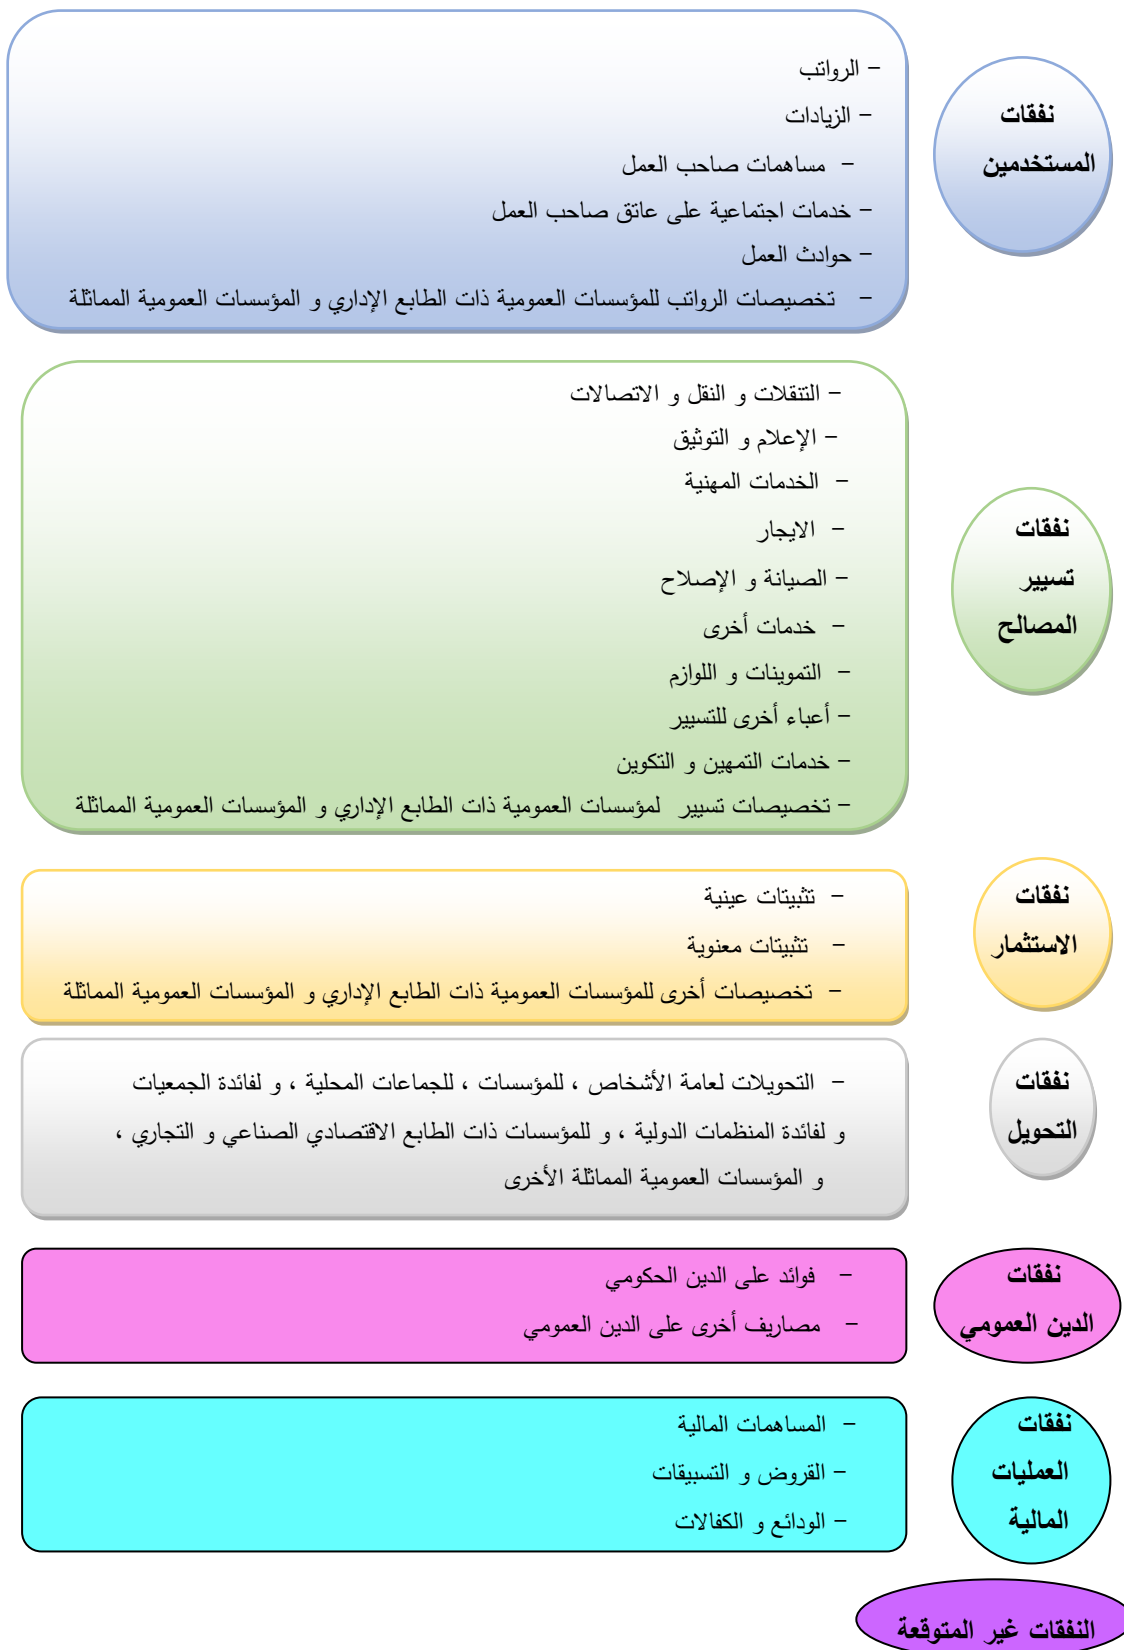 نفقات
المستخدمين
– الرواتب
– الزيادات
– مساهمات صاحب العمل
– خدمات اجتماعية على عاتق صاحب العمل
– حوادث العمل
– تخصيصات الرواتب للمؤسسات العمومية ذات الطابع الإداري و المؤسسات العمومية المماثلة
نفقات
تسيير
المصالح
– التنقلات و النقل و الاتصالات
– الإعلام و التوثيق
– الخدمات المهنية
– الايجار
– الصيانة و الإصلاح
– خدمات أخرى
– التموينات و اللوازم
– أعباء أخرى للتسيير
– خدمات التمهين و التكوين
– تخصيصات تسيير لمؤسسات العمومية ذات الطابع الإداري و المؤسسات العمومية المماثلة
نفقات
الاستثمار
– تثبيتات عينية
– تثبيتات معنوية
– تخصيصات أخرى للمؤسسات العمومية ذات الطابع الإداري و المؤسسات العمومية المماثلة
نفقات
التحويل
– التحويلات لعامة الأشخاص ، للمؤسسات ، للجماعات المحلية ، و لفائدة الجمعيات
و لفائدة المنظمات الدولية ، و للمؤسسات ذات الطابع الاقتصادي الصناعي و التجاري ،
و المؤسسات العمومية المماثلة الأخرى
نفقات
الدين العمومي
– فوائد على الدين الحكومي
– مصاريف أخرى على الدين العمومي
نفقات
العمليات
المالية
– المساهمات المالية
– القروض و التسبيقات
– الودائع و الكفالات
النفقات غير المتوقعة